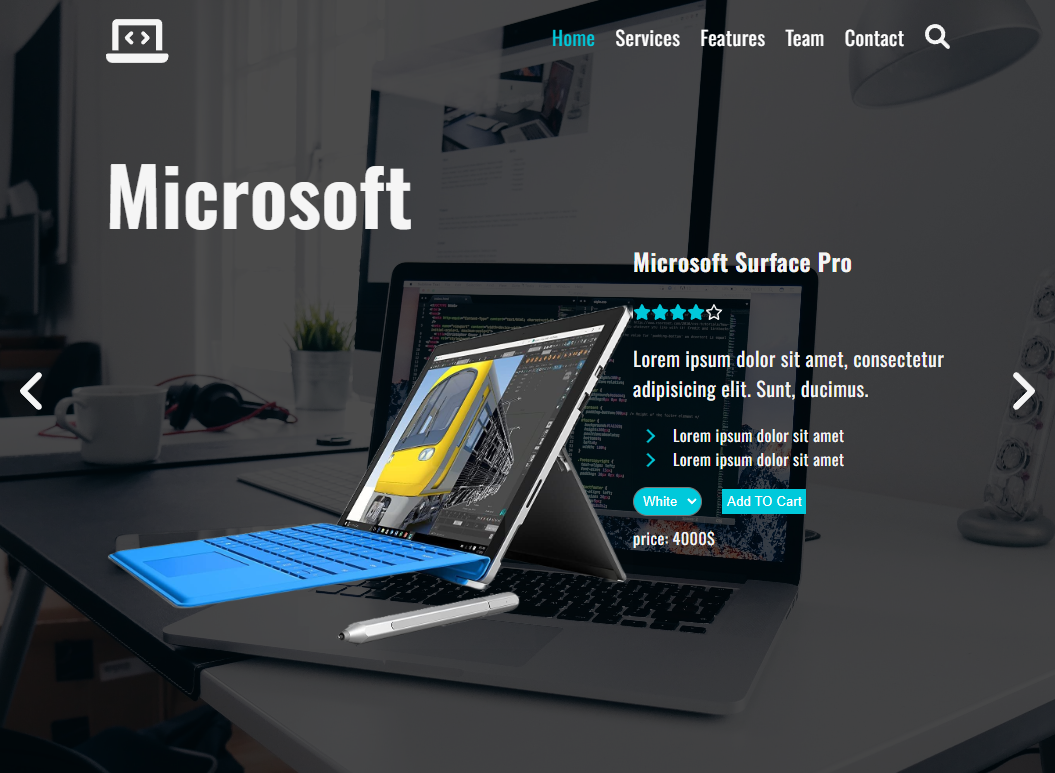 Home Services Features Team Contact
Microsoft
Microsoft Surface Pro
Lorem ipsum dolor sit amet, consectetur
adipisicing elit. Sunt, ducimus.
Lorem ipsum dolor sit amet
Lorem ipsum dolor sit amet
White
Add TO Cart
price: 4000$